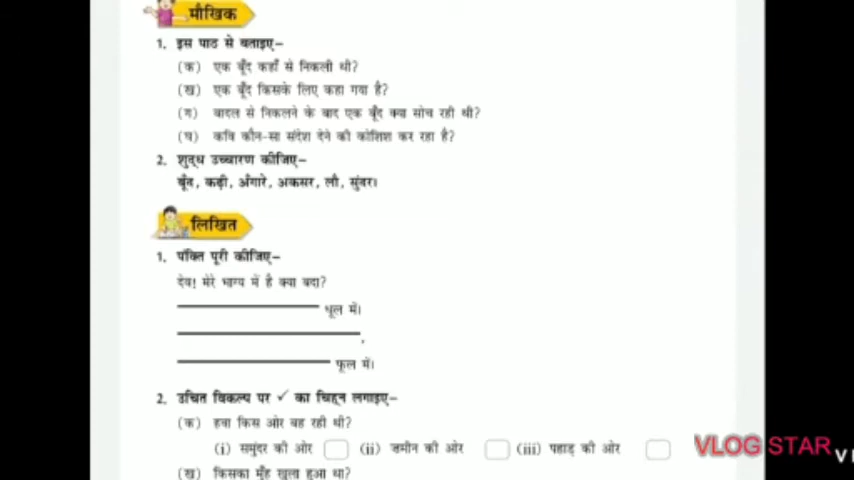 मौखिक
1. इस पाठ से बताइए–
(क) एक बूँद कहाँ से निकली थी?
(ख) एक बूँद किसके लिए कहा गया है?
(ग) बादल से निकलने के बाद एक बूँद क्या सोच रही थी?
(घ) कवि कौन-सा संदेश देने की कोशिश कर रहा है?
2. शुद्ध उच्चारण कीजिए–
बूँद, कढ़ी, अँगारे, अकसर, लौं, सुंदर।
लिखित
1. पंक्ति पूरी कीजिए–
देव! मेरे भाग्य में है क्या बदा?
धूल में।
,
फूल में।
2. उचित विकल्प पर ✓ का चिह्न लगाइए–
(क) हवा किस ओर बह रही थी?
(i) समुंदर की ओर (ii) जमीन की ओर (iii) पहाड़ की ओर
(ख) किसका मुँह खुला हुआ था?
VLOG STAR